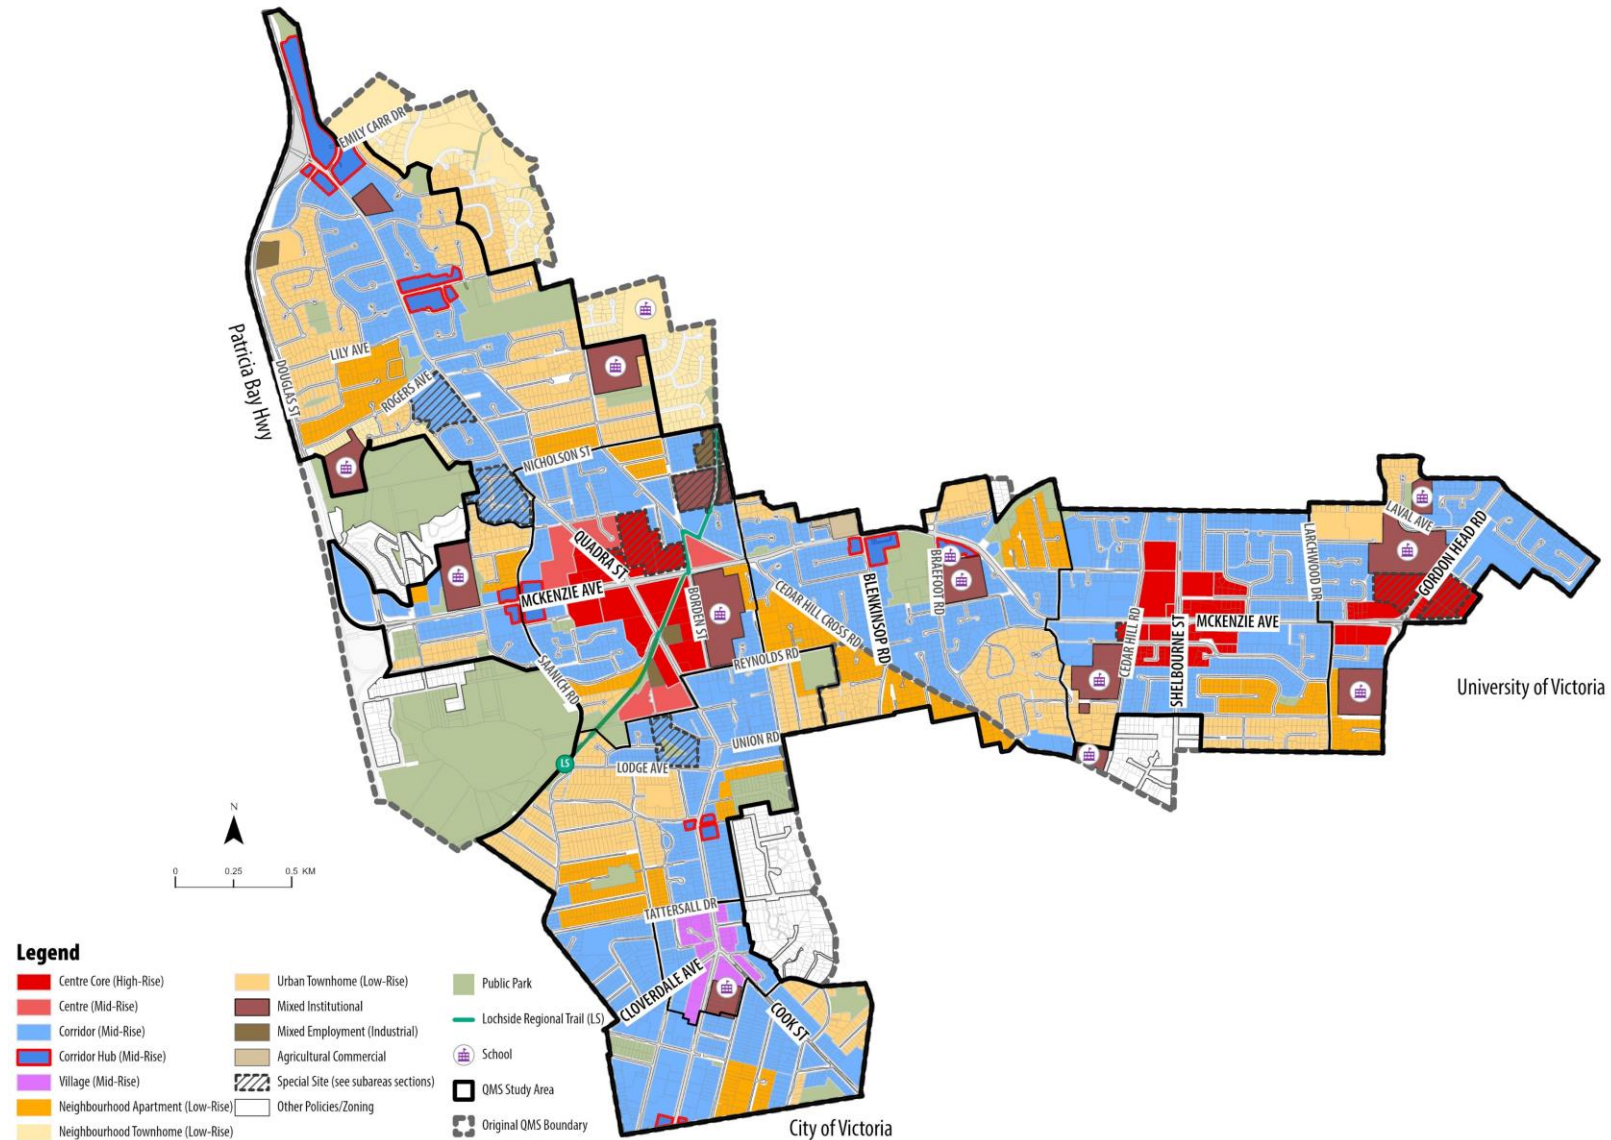 EMILY CARR DR
Patricia Bay Hwy
DOUGLAS ST
LILY AVE
ROGERS AVE
NICHOLSON ST
QUADRA ST
MCKENZIE AVE
BORDEN ST
SAANICH RD
REYNOLDS RD
CEDAR HILL CROSS RD
BLENKINSOP RD
BRAEFOOT RD
CEDAR HILL RD
SHELBOURNE ST
MCKENZIE AVE
LARCHWOOD DR
LAVAL AVE
GORDON HEAD RD
University of Victoria
UNION RD
LODGE AVE
LS
TATTERSALL DR
CLOVERDALE AVE
COOK ST
City of Victoria
N
0 0.25 0.5 KM
Legend
Centre Core (High-Rise)
Centre (Mid-Rise)
Corridor (Mid-Rise)
Corridor Hub (Mid-Rise)
Village (Mid-Rise)
Neighbourhood Apartment (Low-Rise)
Neighbourhood Townhome (Low-Rise)
Urban Townhome (Low-Rise)
Mixed Institutional
Mixed Employment (Industrial)
Agricultural Commercial
Special Site (see subareas sections)
Other Policies/Zoning
Public Park
Lochside Regional Trail (LS)
School
QMS Study Area
Original QMS Boundary